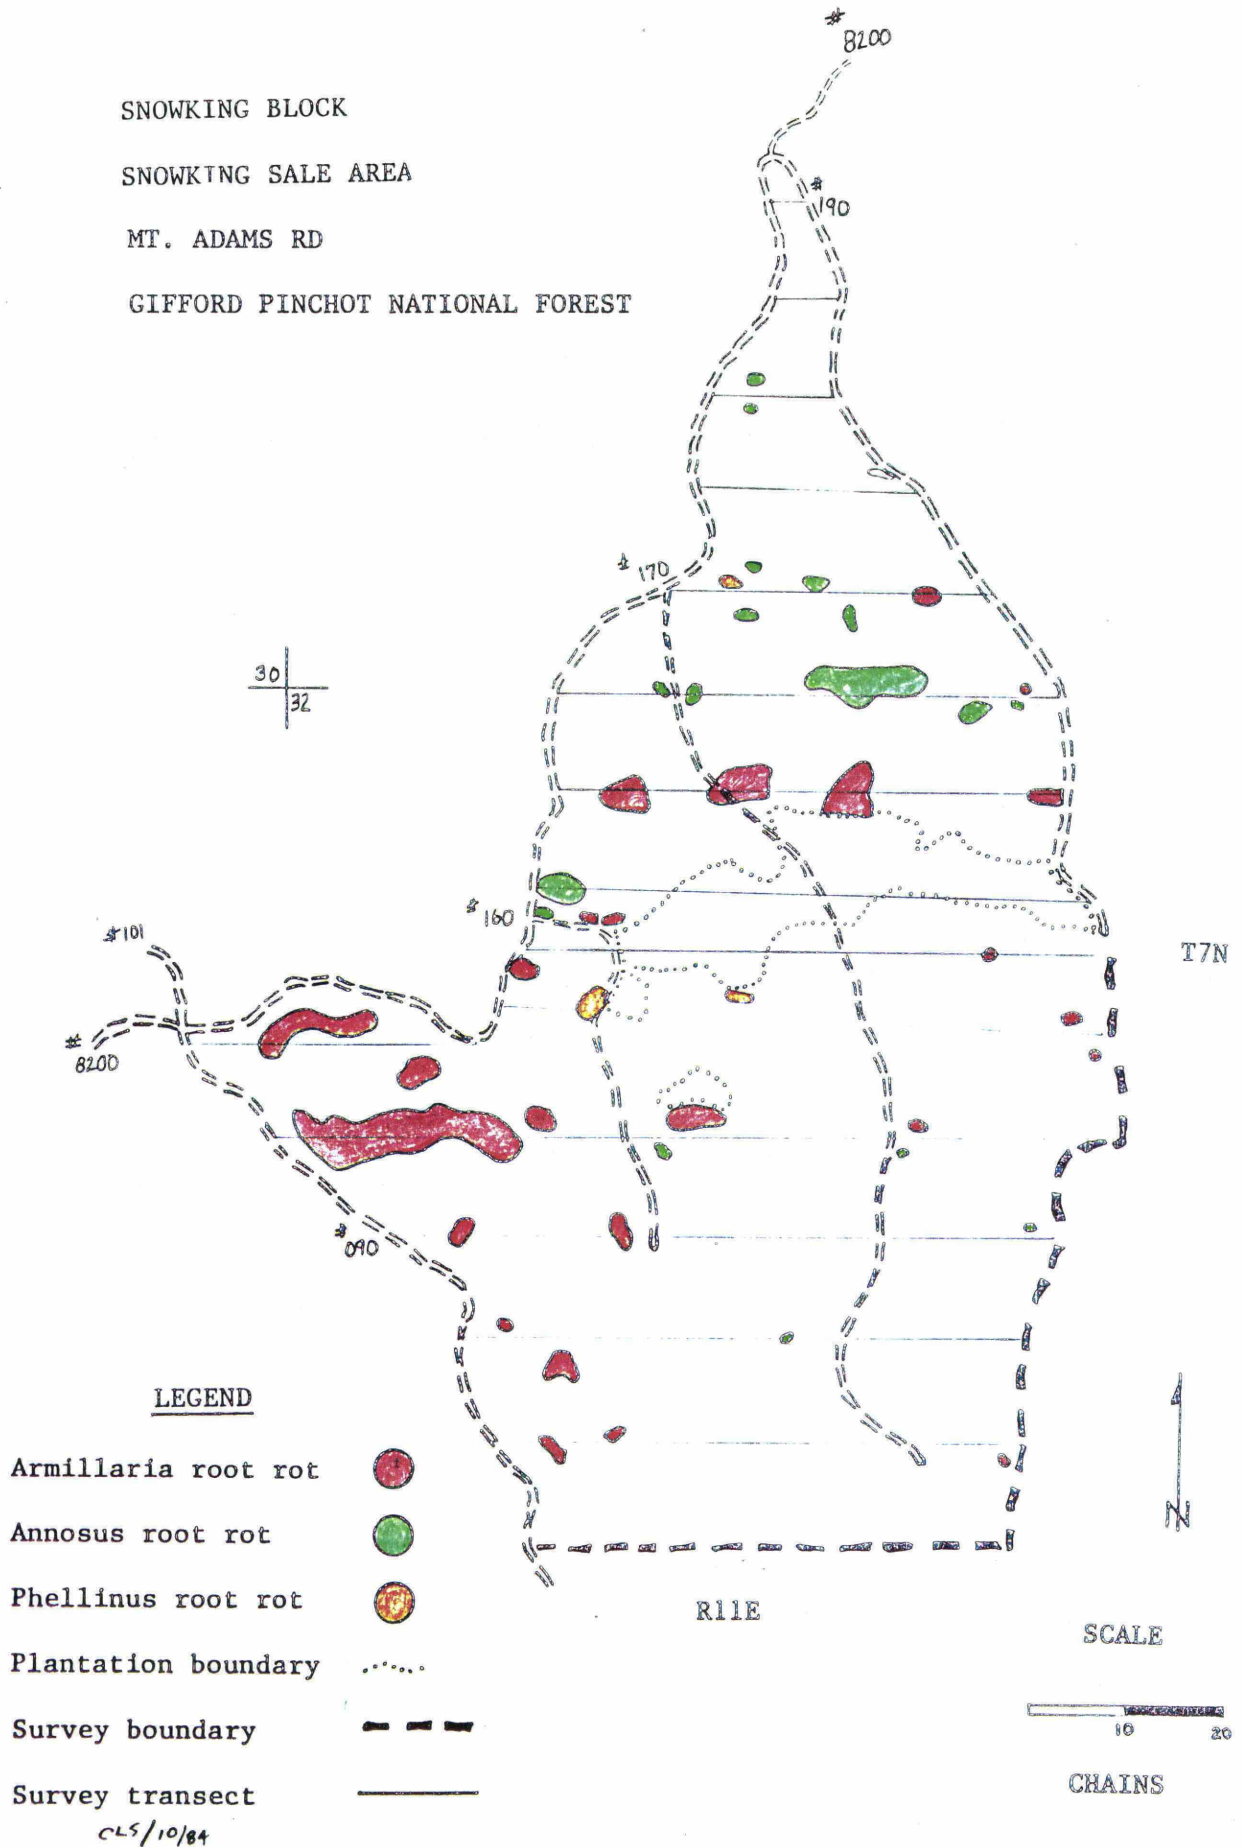 #
8200
SNOWKING BLOCK
SNOWKING SALE AREA
#
190
MT. ADAMS RD
GIFFORD PINCHOT NATIONAL FOREST
# 170
30
32
# 160
#101
T7N
#
8200
#
090
LEGEND
Armillaria root rot
Annosus root rot
N
Phellinus root rot
R11E
SCALE
Plantation boundary
Survey boundary
10 20
CHAINS
Survey transect
CLS/10/84